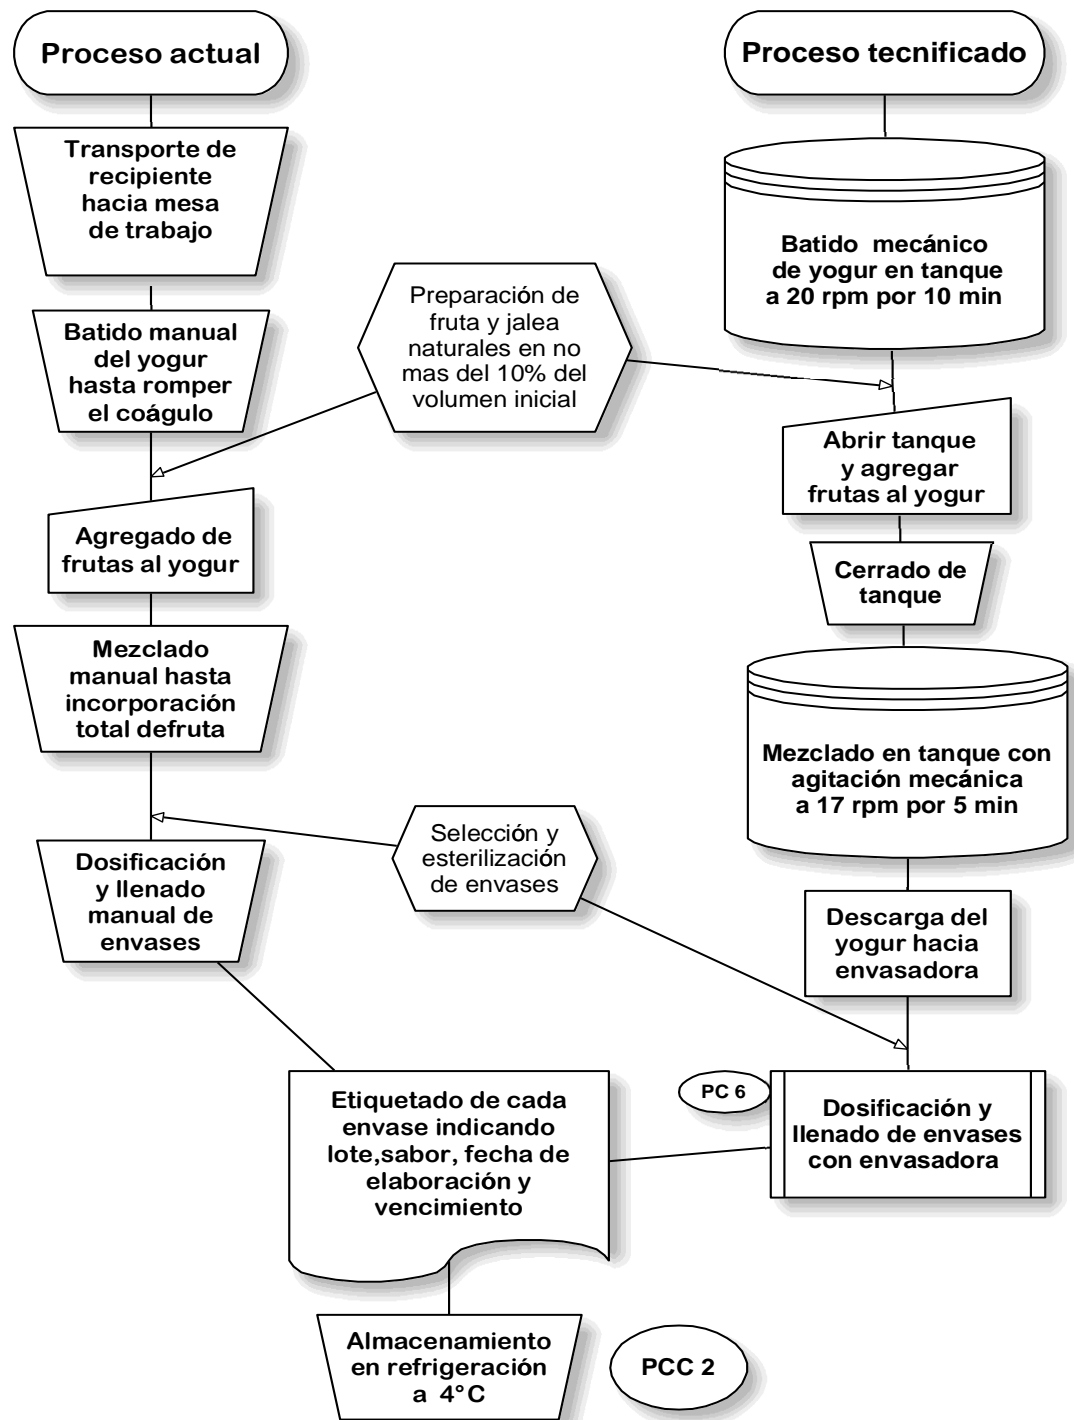 Proceso actual
Transporte de
recipiente
hacia mesa
de trabajo
Batido manual
del yogur
hasta romper
el coágulo
Agregado de
frutas al yogur
Mezclado
manual hasta
incorporación
total defruta
Dosificación
y llenado
manual de
envases
Preparación de
fruta y jalea
naturales en no
mas del 10% del
volumen inicial
Selección y
esterilización
de envases
Proceso tecnificado
Batido mecánico
de yogur en tanque
a 20 rpm por 10 min
Abrir tanque
y agregar
frutas al yogur
Cerrado de
tanque
Mezclado en tanque con
agitación mecánica
a 17 rpm por 5 min
Descarga del
yogur hacia
envasadora
PC 6
Dosificación y
llenado de envases
con envasadora
Etiquetado de cada
envase indicando
lote,sabor, fecha de
elaboración y
vencimiento
Almacenamiento
en refrigeración
a 4°C
PCC 2